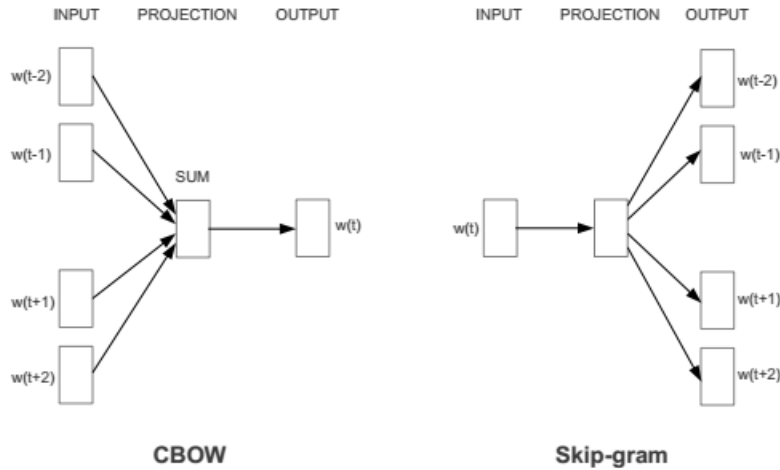 INPUT PROJECTION OUTPUT
w(t-2)
w(t-1)
SUM
w(t)
w(t+1)
w(t+2)
CBOW
INPUT PROJECTION OUTPUT
w(t-2)
w(t-1)
w(t)
w(t+1)
w(t+2)
Skip-gram